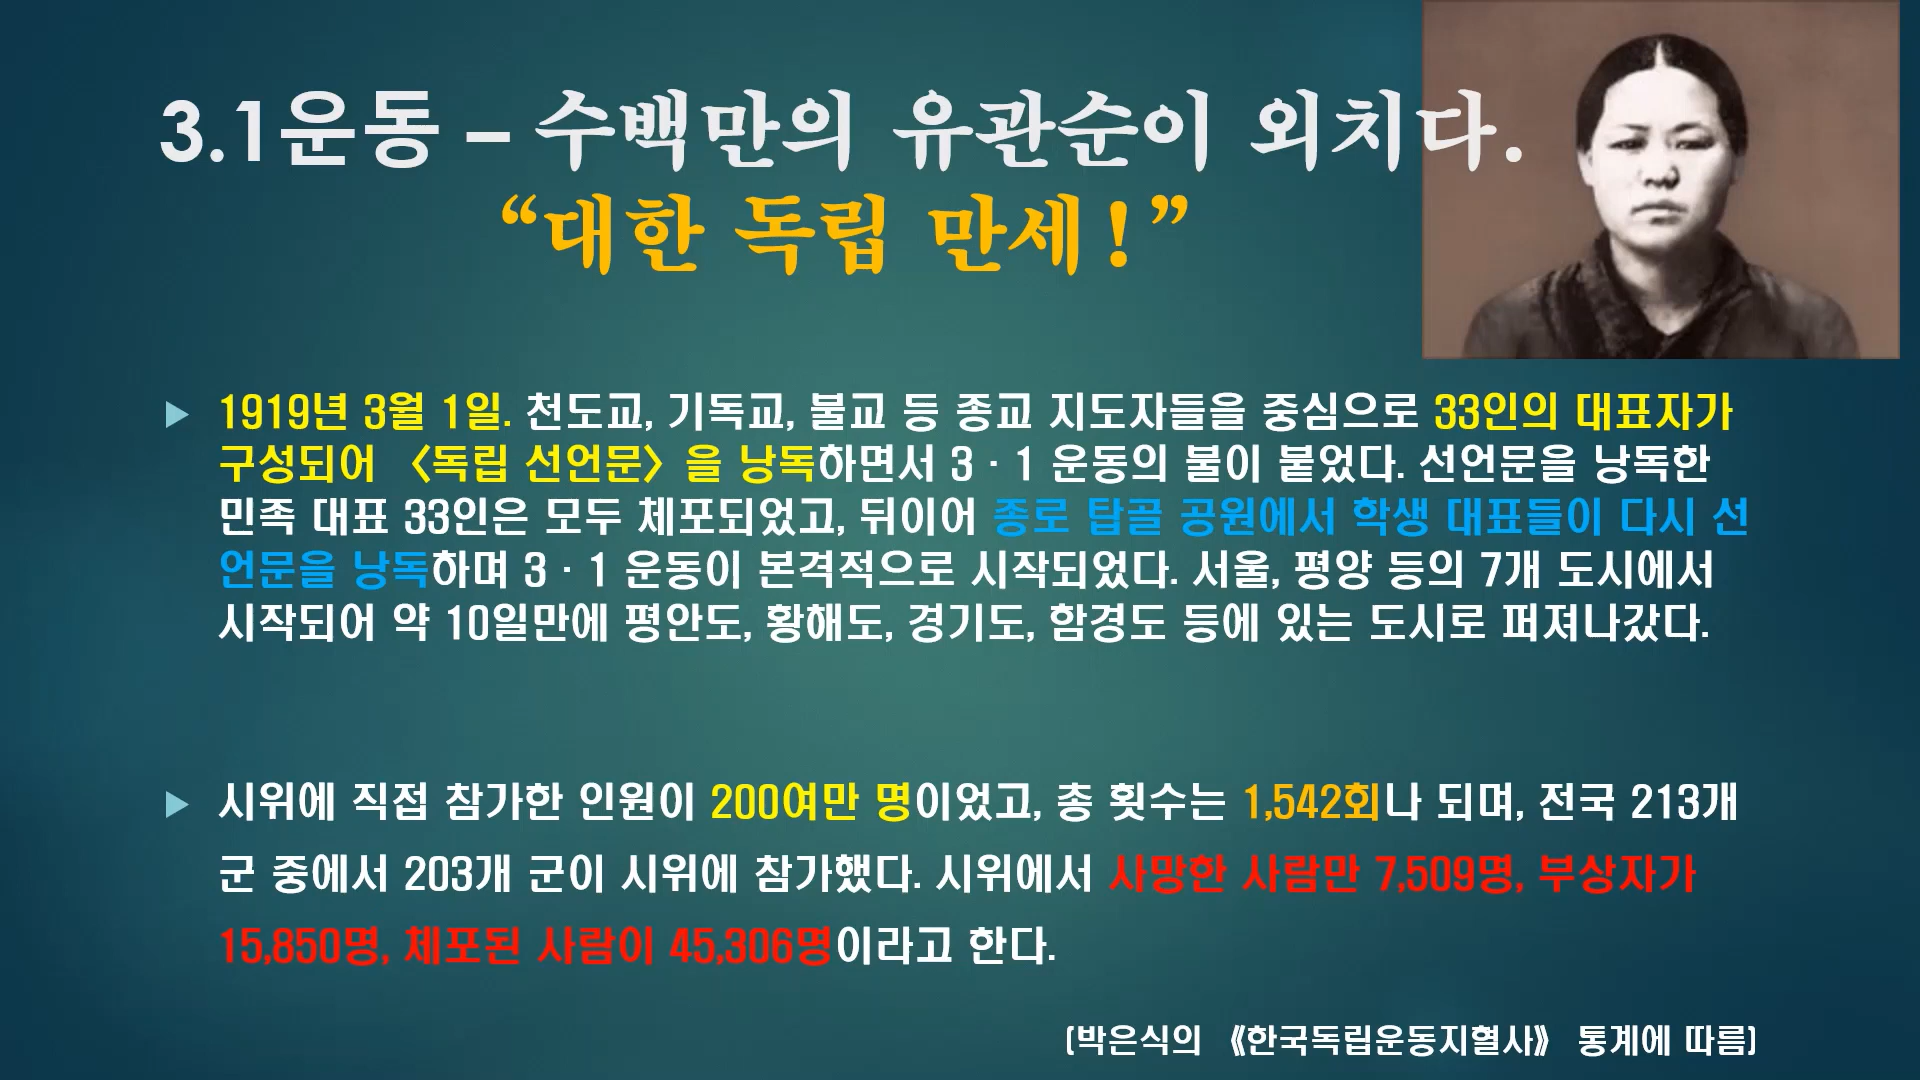 3.1운동 – 수백만의 유관순이 외치다.
“대한 독립 만세!”
1919년 3월 1일. 천도교, 기독교, 불교 등 종교 지도자들을 중심으로 33인의 대표자가
구성되어 〈독립 선언문〉을 낭독하면서 3 · 1 운동의 불이 붙었다. 선언문을 낭독한
민족 대표 33인은 모두 체포되었고, 뒤이어 종로 탑골 공원에서 학생 대표들이 다시 선
언문을 낭독하며 3 · 1 운동이 본격적으로 시작되었다. 서울, 평양 등의 7개 도시에서
시작되어 약 10일만에 평안도, 황해도, 경기도, 함경도 등에 있는 도시로 퍼져나갔다.
시위에 직접 참가한 인원이 200여만 명이었고, 총 횟수는 1,542회나 되며, 전국 213개
군 중에서 203개 군이 시위에 참가했다. 시위에서 사망한 사람만 7,509명, 부상자가
15,850명, 체포된 사람이 45,306명이라고 한다.
(박은식의 《한국독립운동지혈사》 통계에 따름)